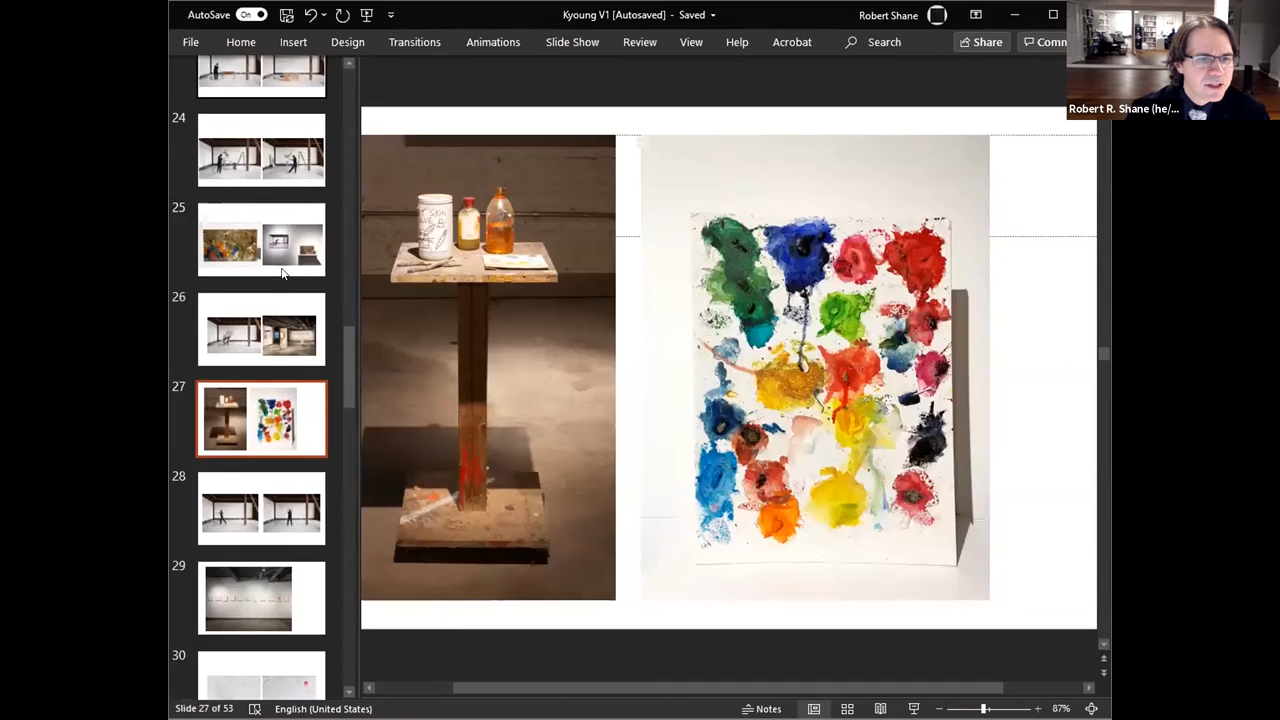 AutoSave On
Kyoung V1 [Autosaved] - Saved
Robert Shane
File Home Insert Design Transitions Animations Slide Show Review View Help Acrobat Search Share Comm
Robert R. Shane (he/...
24
25
26
27
28
29
30
Slide 27 of 53 English (United States) Notes 87%